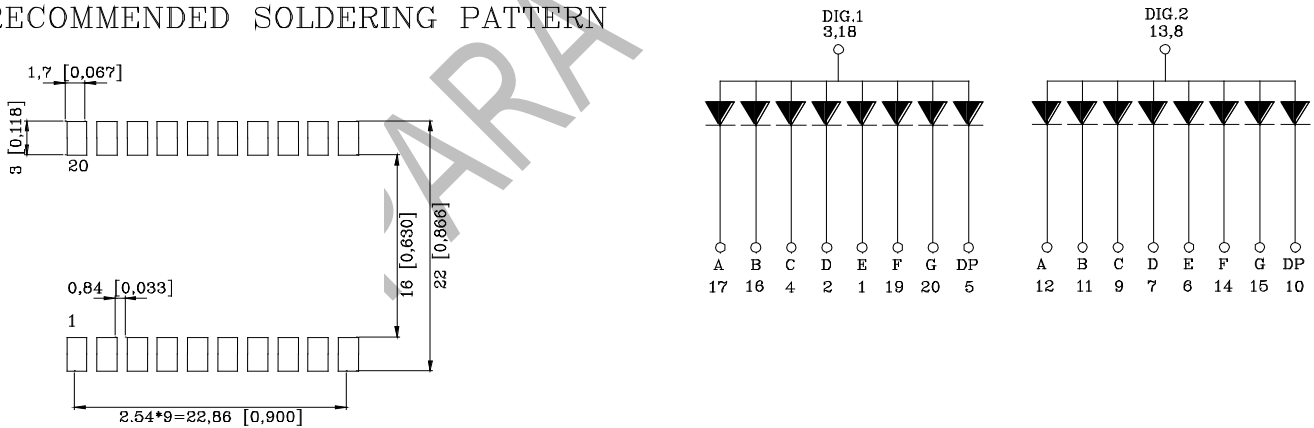 RECOMMENDED SOLDERING PATTERN
1,7 [0,067]
3 [0,118]
20
16 [0,630]
22 [0,866]
0,84 [0,033]
1
2.54*9=22,86 [0,900]
DIG.1
3,18
A B C D E F G DP
17 16 4 2 1 19 20 5
DIG.2
13,8
A B C D E F G DP
12 11 9 7 6 14 15 10